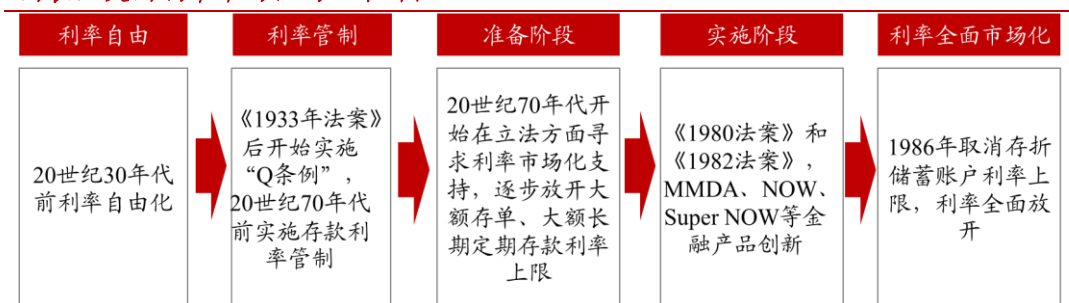 利率自由
利率管制
准备阶段
实施阶段
利率全面市场化
20世纪30年代
前利率自由化
《1933年法案》
后开始实施
“Q条例”，
20世纪70年代
前实施存款利
率管制
20世纪70年代开
始在立法方面寻
求利率市场化支
持，逐步放开大
额存单、大额长
期定期存款利率
上限
《1980法案》和
《1982法案》，
MMDA、NOW、
Super NOW等金
融产品创新
1986年取消存折
储蓄账户利率上
限，利率全面放
开